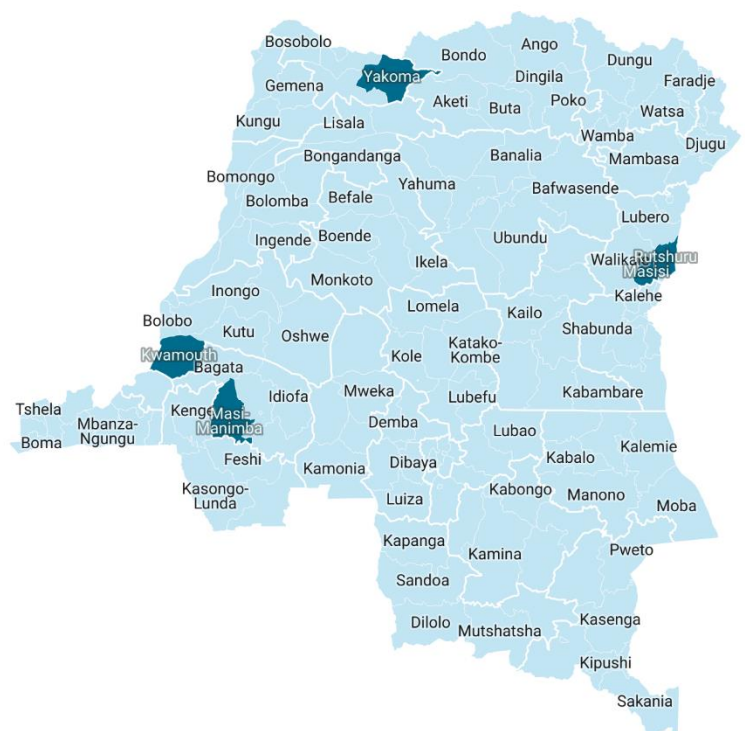 Bosobolo
Yakoma
Bondo
Ango
Dungu
Gemena
Dingila
Faradje
Aketi
Buta
Poko
Watsa
Kungu
Lisala
Wamba
Djugu
Bongandanga
Banalia
Mambasa
Bomongo
Befale
Yahuma
Bafwasende
Bolomba
Lubero
Ingende
Boende
Ubundu
Ikela
Walikale
Rutshuru
Masisi
Monkoto
Inongo
Lomela
Kailo
Kalehe
Bolobo
Kutu
Oshwe
Shabunda
Kwamouth
Kole
Katako-
Kombe
Bagata
Mweka
Lubefu
Kabambare
Idiofa
Tshela
Kenge
Masi-
Manimba
Mbanza-
Ngungu
Demba
Boma
Lubao
Kalemie
Feshi
Kamonia
Dibaya
Kabalo
Kasongo-
Lunda
Luiza
Kabongo
Manono
Moba
Kapanga
Kamina
Pweto
Sandoa
Dilolo
Mutshatsha
Kasenga
Kipushi
Sakania